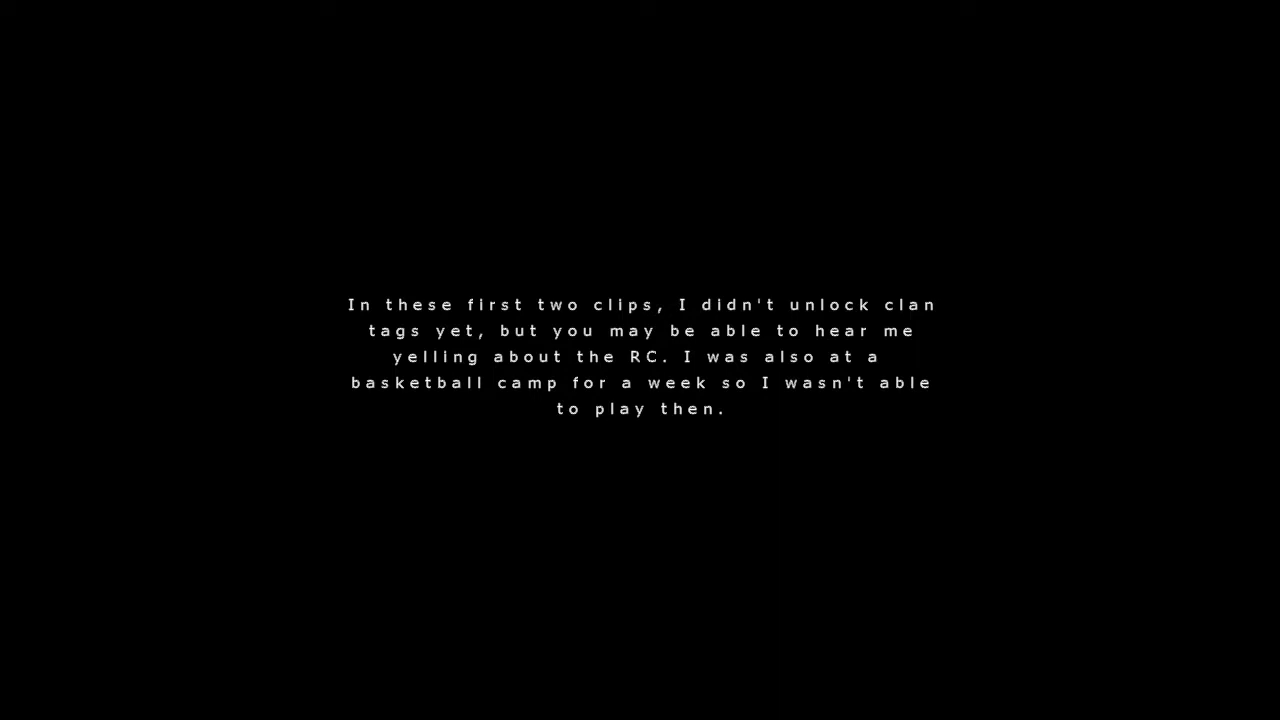 In these first two clips, I didn't unlock clan
tags yet, but you may be able to hear me
yelling about the RC. I was also at a
basketball camp for a week so I wasn't able
to play then.